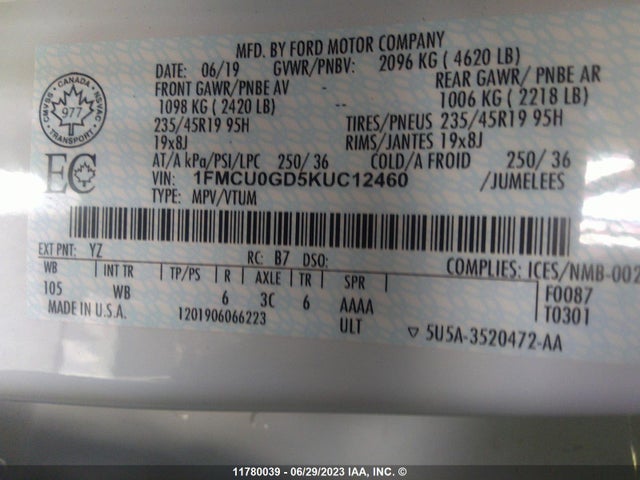 MFD. BY FORD MOTOR COMPANY
DATE: 06/19 GVWR/PNBV: 2096 KG ( 4620 LB)
FRONT GAWR/PNBE AV REAR GAWR/ PNBE AR
1098 KG ( 2420 LB) -- 1006 KG ( 2218 LB)
235/45R19 95H TIRES/PNEUS 235/45R19 95H
19x8J RIMS/JANTES 19x8J
AT/A kPa/PSI/LPC 250/ 36 COLD/A FROID 250/ 36
VIN: 1FMCU0GD5KUC12460 /JUMELEES
TYPE: MPV/VTUM
CANADA
CMVSS NSVAC
977
TRANSPORT
EC
EXT PNT: YZ RC: B7 DSO:
COMPLIES: ICES/NMB-002
WB INT TR TP/PS R AXLE TR SPR
105 WB 6 3C 6 AAAA
F0087
T0301
MADE IN U.S.A. 1201906066223 ULT
▽ 5U5A-3520472-AA
11780039 - 06/29/2023 IAA, INC. ©